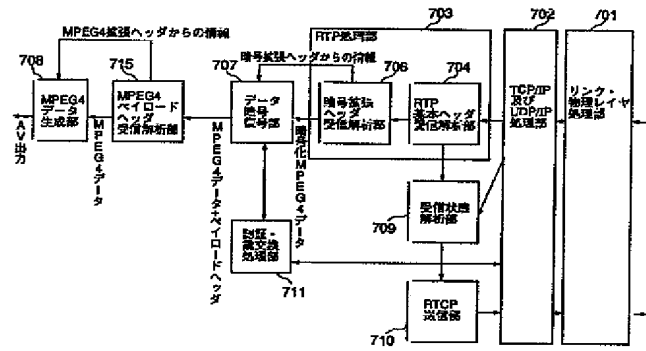 MPEG4拡張ヘッダからの情報
708
715
MPEG4
データ
生成部
MPEG4
ペイロード
ヘッダ
受信解析部
AV出力
MPEG4データ
暗号拡張ヘッダからの情報
707
データ
暗号
信号部
MPEG4データ+ペイロードヘッダ
暗号化MPEG4データ
703
RTP処理部
706
暗号拡張
ヘッダ
受信解析部
704
RTP
基本ヘッダ
受信解析部
702
TCP/IP
及び
UDP/IP
処理部
701
リンク・
物理レイヤ
処理部
受信状態
解析部
709
認証・
鍵交換
処理部
711
RTCP
送信部
710